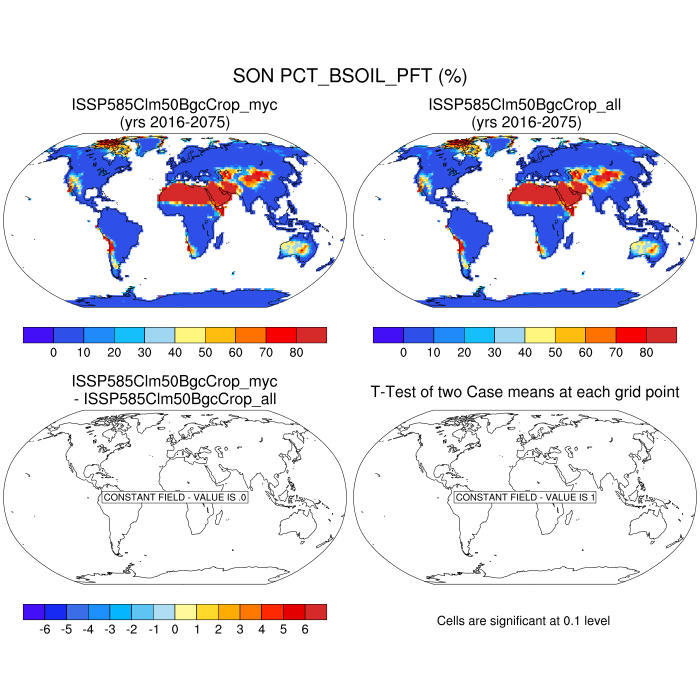 SON PCT_BSOIL_PFT (%)
ISSP585Clm50BgcCrop_myc
(yrs 2016-2075)
ISSP585Clm50BgcCrop_all
(yrs 2016-2075)
0 10 20 30 40 50 60 70 80
0 10 20 30 40 50 60 70 80
ISSP585Clm50BgcCrop_myc
- ISSP585Clm50BgcCrop_all
T-Test of two Case means at each grid point
CONSTANT FIELD - VALUE IS .0
CONSTANT FIELD - VALUE IS 1
-6 -5 -4 -3 -2 -1 0 1 2 3 4 5 6
Cells are significant at 0.1 level